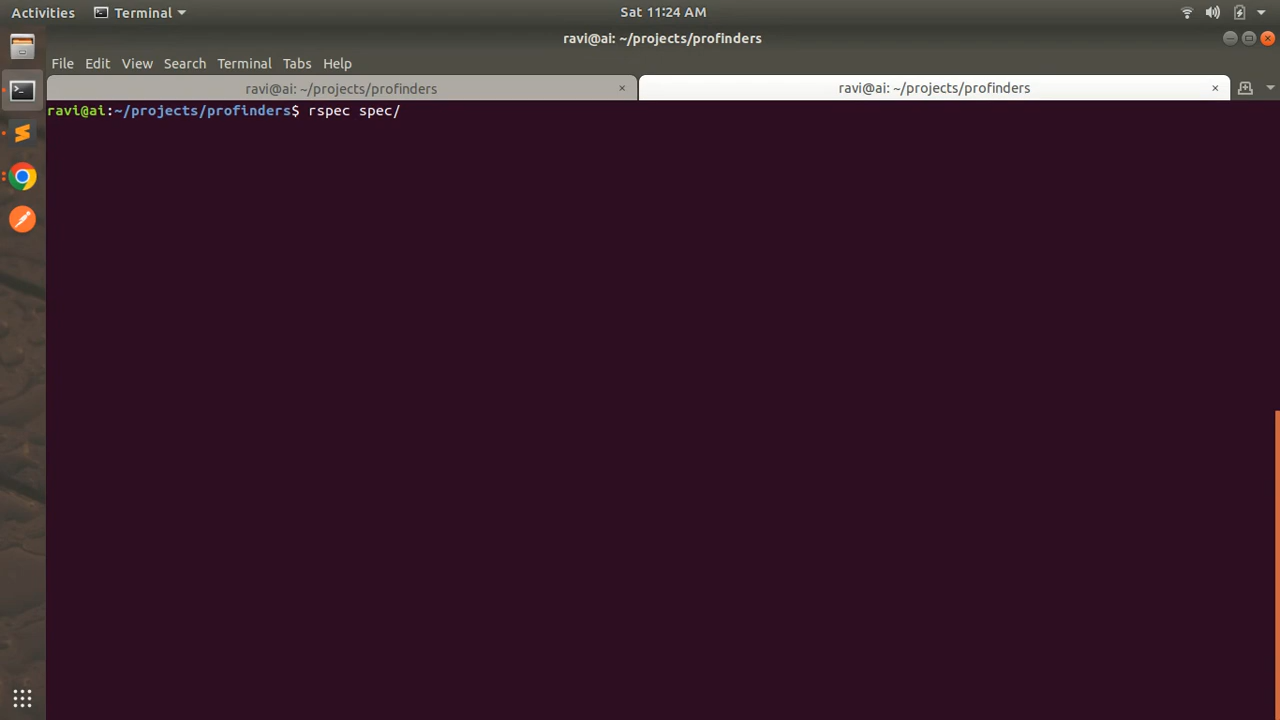 Activities Terminal Sat 11:24 AM
ravi@ai: ~/projects/profinders
File Edit View Search Terminal Tabs Help
ravi@ai: ~/projects/profinders × ravi@ai: ~/projects/profinders ×
ravi@ai:~/projects/profinders$ rspec spec/